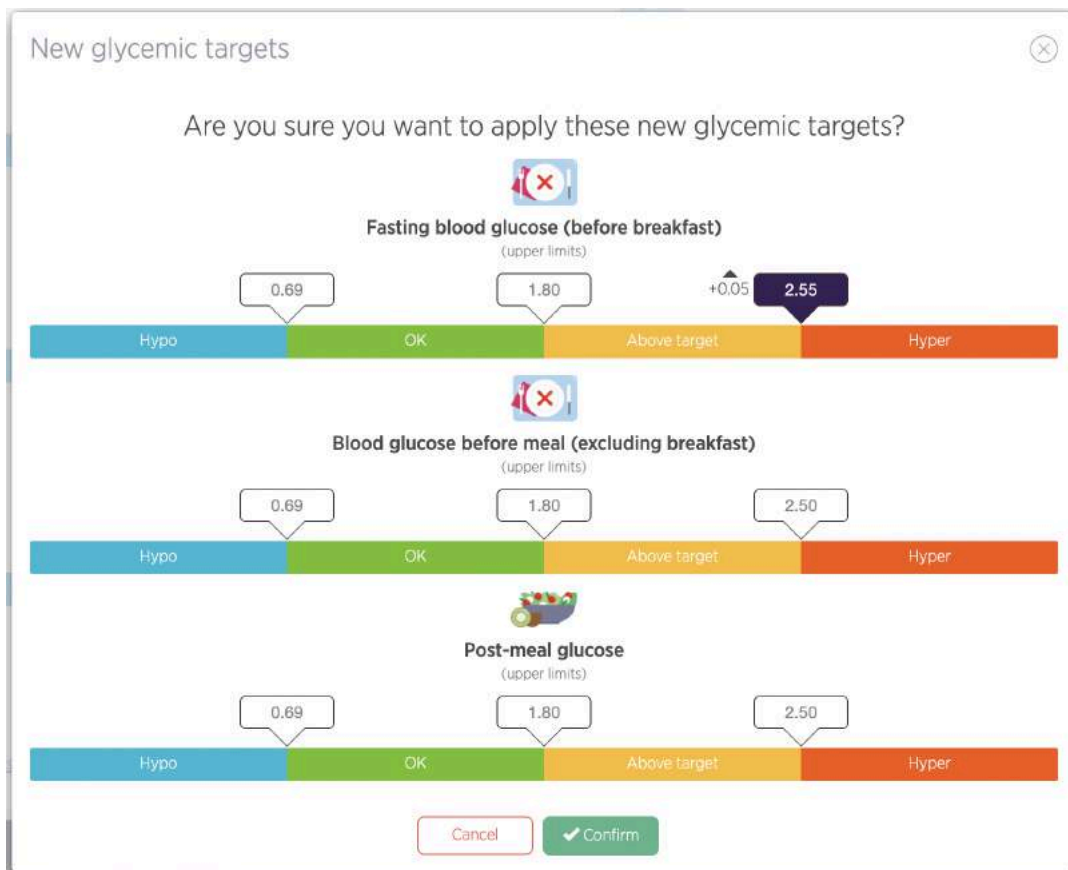 New glycemic targets
Are you sure you want to apply these new glycemic targets?
Fasting blood glucose (before breakfast)
(upper limits)
0.69 1.80 +0.05 2.55
Hypo OK Above target Hyper
Blood glucose before meal (excluding breakfast)
(upper limits)
0.69 1.80 2.50
Hypo OK Above target Hyper
Post-meal glucose
(upper limits)
0.69 1.80 2.50
Hypo OK Above target Hyper
Cancel Confirm